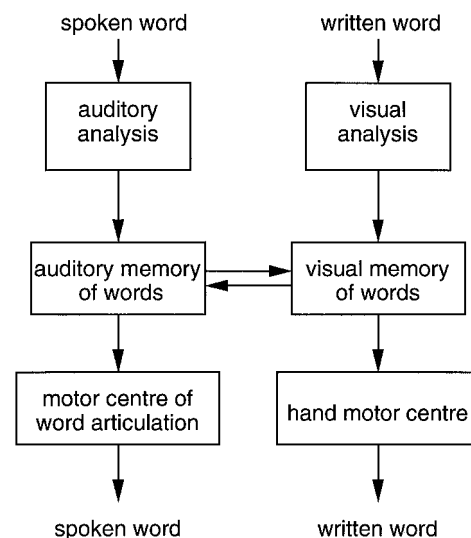 spoken word
written word
auditory
analysis
visual
analysis
auditory memory
of words
visual memory
of words
motor centre of
word articulation
hand motor centre
spoken word
written word